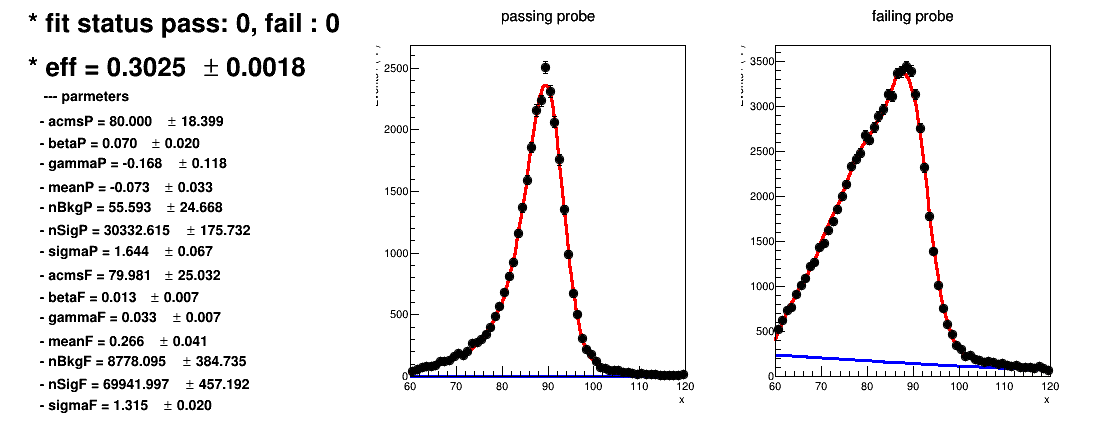 * fit status pass: 0, fail : 0
* eff = 0.3025 ± 0.0018
--- parmeters
- acmsP = 80.000 ± 18.399
- betaP = 0.070 ± 0.020
- gammaP = -0.168 ± 0.118
- meanP = -0.073 ± 0.033
- nBkgP = 55.593 ± 24.668
- nSigP = 30332.615 ± 175.732
- sigmaP = 1.644 ± 0.067
- acmsF = 79.981 ± 25.032
- betaF = 0.013 ± 0.007
- gammaF = 0.033 ± 0.007
- meanF = 0.266 ± 0.041
- nBkgF = 8778.095 ± 384.735
- nSigF = 69941.997 ± 457.192
- sigmaF = 1.315 ± 0.020
passing probe
2500
2000
1500
1000
500
0
60 70 80 90 100 110 120
x
failing probe
3500
3000
2500
2000
1500
1000
500
0
60 70 80 90 100 110 120
x